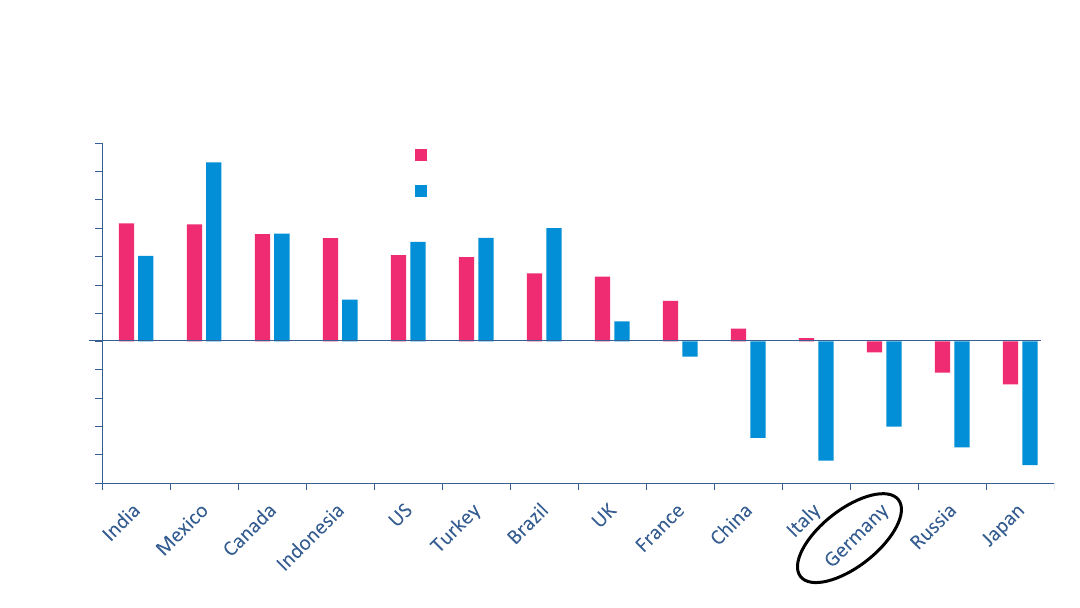 India
Mexico
Canada
Indonesia
US
Turkey
Brazil
UK
France
China
Italy
Germany
Russia
Japan